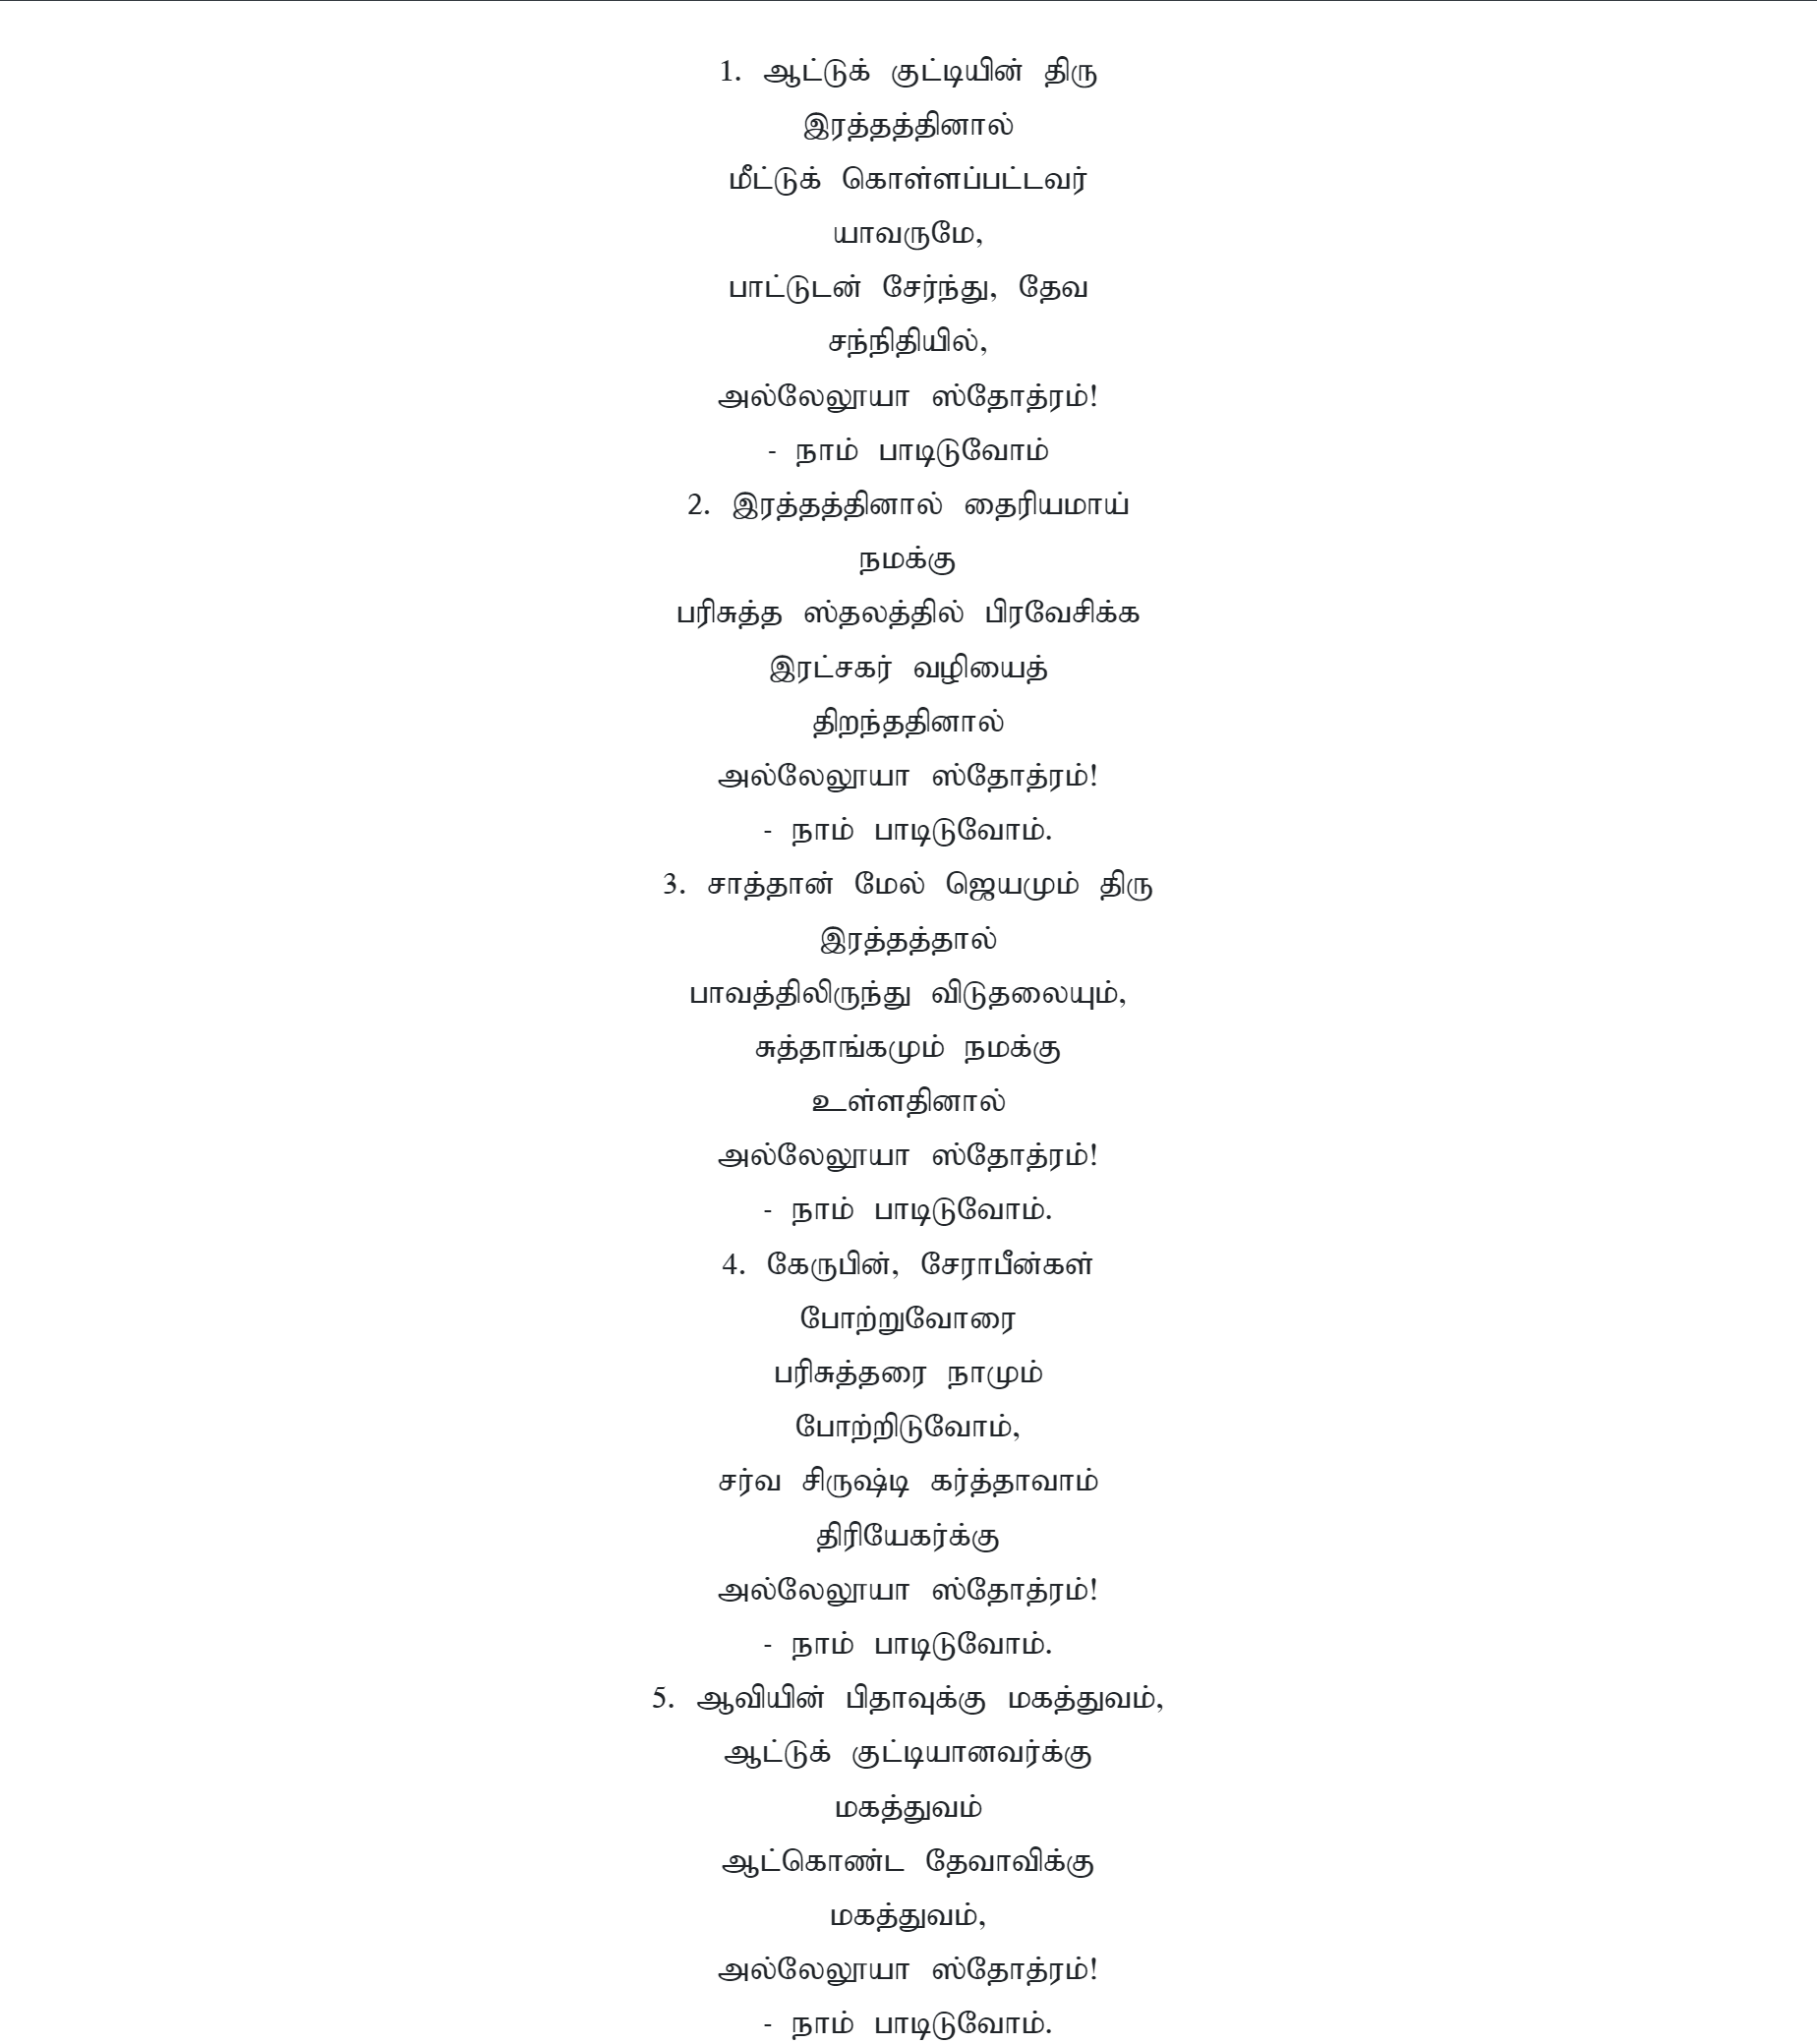 1. ஆட்டுக் குட்டியின் திரு
இரத்தத்தினால்
மீட்டுக் கொள்ளப்பட்டவர்
யாவருமே,
பாட்டுடன் சேர்ந்து, தேவ
சந்நிதியில்,
அல்லேலூயா ஸ்தோத்ரம்!
- நாம் பாடிடுவோம்
2. இரத்தத்தினால் தைரியமாய்
நமக்கு
பரிசுத்த ஸ்தலத்தில் பிரவேசிக்க
இரட்சகர் வழியைத்
திறந்ததினால்
அல்லேலூயா ஸ்தோத்ரம்!
- நாம் பாடிடுவோம்.
3. சாத்தான் மேல் ஜெயமும் திரு
இரத்தத்தால்
பாவத்திலிருந்து விடுதலையும்,
சுத்தாங்கமும் நமக்கு
உள்ளதினால்
அல்லேலூயா ஸ்தோத்ரம்!
- நாம் பாடிடுவோம்.
4. கேருபின், சேராபீன்கள்
போற்றுவோரை
பரிசுத்தரை நாமும்
போற்றிடுவோம்,
சர்வ சிருஷ்டி கர்த்தாவாம்
திரியேகர்க்கு
அல்லேலூயா ஸ்தோத்ரம்!
- நாம் பாடிடுவோம்.
5. ஆவியின் பிதாவுக்கு மகத்துவம்,
ஆட்டுக் குட்டியானவர்க்கு
மகத்துவம்
ஆட்கொண்ட தேவாவிக்கு
மகத்துவம்,
அல்லேலூயா ஸ்தோத்ரம்!
- நாம் பாடிடுவோம்.